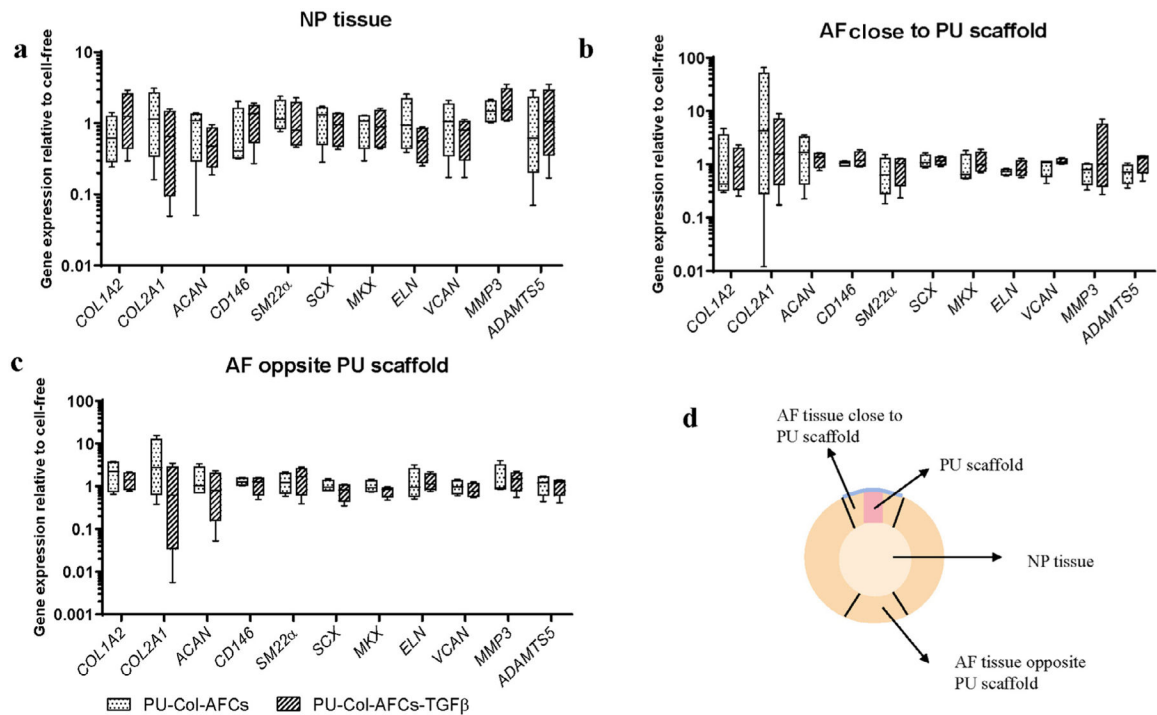 NP tissue
a
Gene expression relative to cell-free
10
1
0.1
0.01
COL1A2
COL2A1
ACAN
CD146
SM22α
SCX
MKX
ELN
VCAN
MMP3
ADAMTS5
b
AF close to PU scaffold
Gene expression relative to cell-free
100
10
1
0.1
0.01
COL1A2
COL2A1
ACAN
CD146
SM22α
SCX
MKX
ELN
VCAN
MMP3
ADAMTS5
c
AF oppsite PU scaffold
Gene expression relative to cell-free
100
10
1
0.1
0.01
0.001
COL1A2
COL2A1
ACAN
CD146
SM22α
SCX
MKX
ELN
VCAN
MMP3
ADAMTS5
PU-Col-AFCs
PU-Col-AFCs-TGFβ
d
AF tissue close to
PU scaffold
PU scaffold
NP tissue
AF tissue opposite
PU scaffold